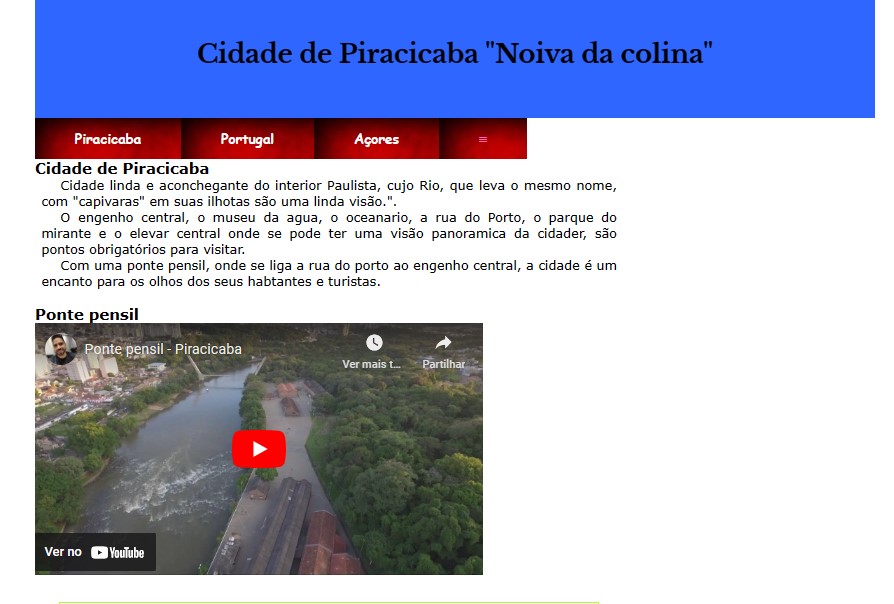 Cidade de Piracicaba "Noiva da colina"
Piracicaba Portugal Açores ≡
Cidade de Piracicaba
Cidade linda e aconchegante do interior Paulista, cujo Rio, que leva o mesmo nome,
com "capivaras" em suas ilhotas são uma linda visão.".
O engenho central, o museu da agua, o oceanario, a rua do Porto, o parque do
mirante e o elevar central onde se pode ter uma visão panoramica da cidader, são
pontos obrigatórios para visitar.
Com uma ponte pensil, onde se liga a rua do porto ao engenho central, a cidade é um
encanto para os olhos dos seus habtantes e turistas.
Ponte pensil
Ponte pensil - Piracicaba
Ver mais t... Partilhar
Ver no YouTube